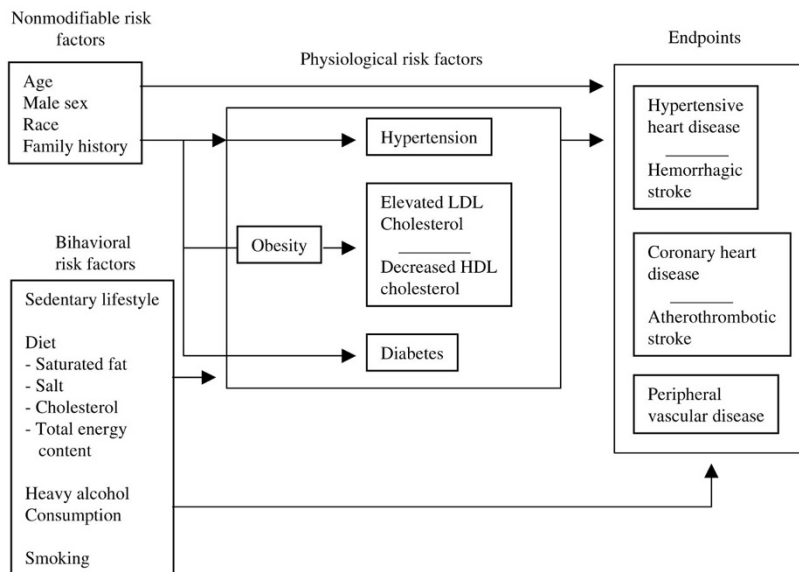 Nonmodifiable risk
factors
Age
Male sex
Race
Family history
Physiological risk factors
Endpoints
Hypertension
Obesity
Elevated LDL
Cholesterol
Decreased HDL
cholesterol
Diabetes
Hypertensive
heart disease
Hemorrhagic
stroke
Coronary heart
disease
Atherothrombotic
stroke
Peripheral
vascular disease
Bihavioral
risk factors
Sedentary lifestyle
Diet
- Saturated fat
- Salt
- Cholesterol
- Total energy
content
Heavy alcohol
Consumption
Smoking